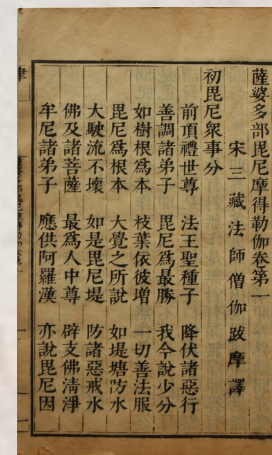 薩婆多部毘尼摩得勒伽卷第一
宋三藏法師僧伽跋摩譯
初毘尼衆事分
前頂禮世尊　法王聖種子　降伏諸惡行
善調諸弟子　毘尼爲最勝　我今說少分
如樹根爲本　枝葉依彼增　一切善法服
毘尼爲根本　大覺之所說　如堤塘防水
大駛流不壞　如是毘尼堤　防諸惡戒水
佛及諸菩薩　最爲人中尊　辟支佛清淨
牟尼諸弟子　應供阿羅漢　亦說毘尼因
律